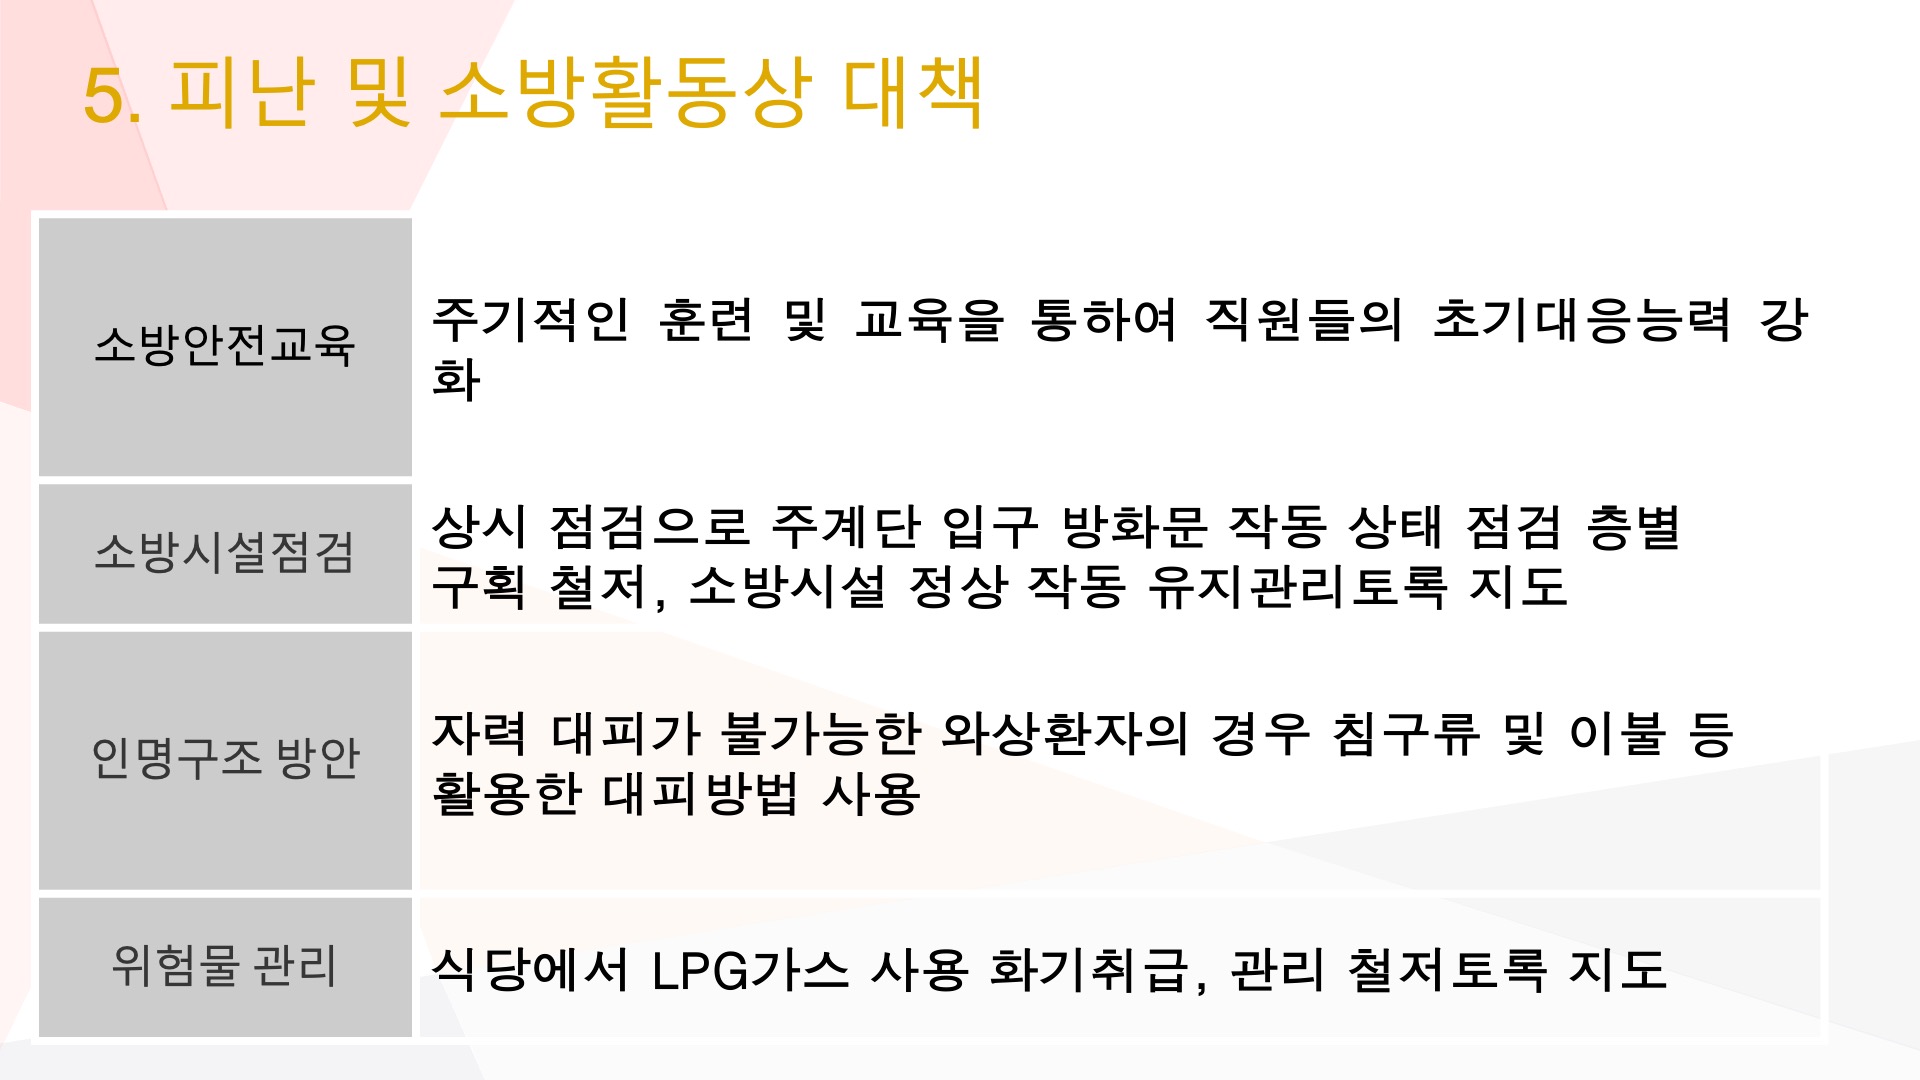 5. 피난 및 소방활동상 대책
소방안전교육
주기적인 훈련 및 교육을 통하여 직원들의 초기대응능력 강
화
소방시설점검
상시 점검으로 주계단 입구 방화문 작동 상태 점검 층별
구획 철저, 소방시설 정상 작동 유지관리토록 지도
인명구조 방안
자력 대피가 불가능한 와상환자의 경우 침구류 및 이불 등
활용한 대피방법 사용
위험물 관리
식당에서 LPG가스 사용 화기취급, 관리 철저토록 지도